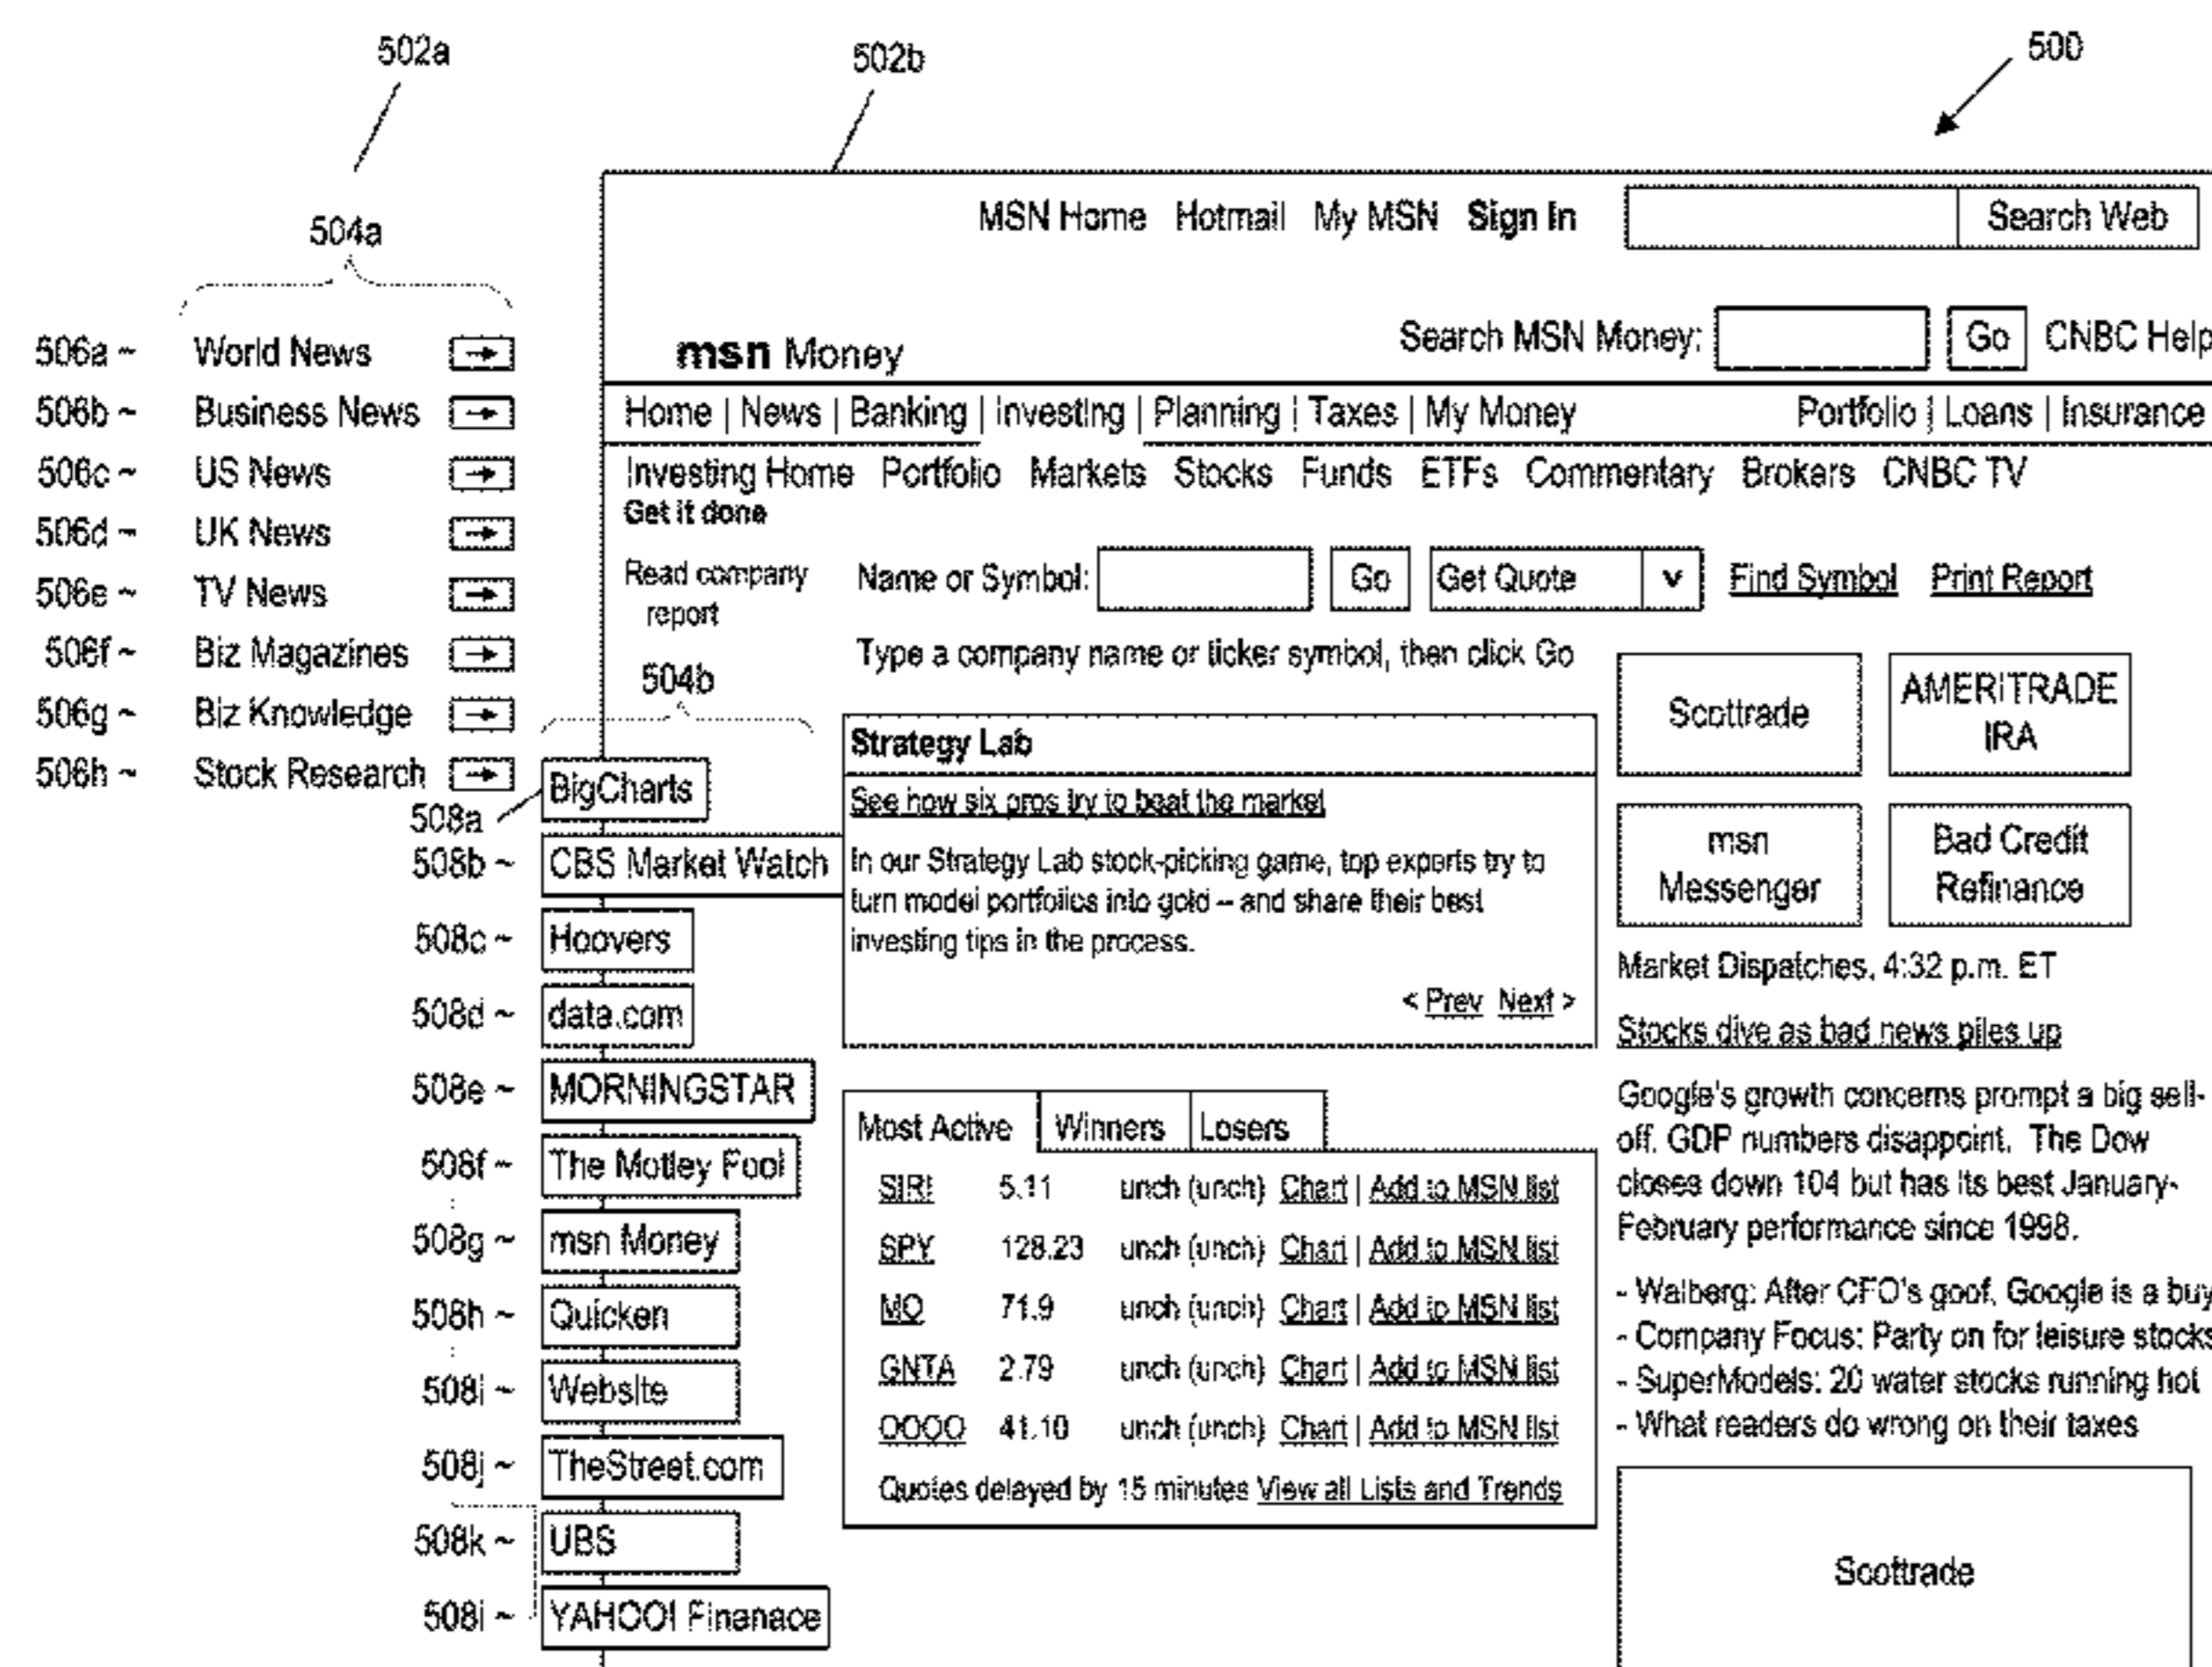 502a
502b
500
MSN Home Hotmail My MSN Sign In Search Web
504a
Search MSN Money: Go CNBC Help
msn Money
506a ~ World News →
506b ~ Business News →
506c ~ US News →
506d ~ UK News →
506e ~ TV News →
506f ~ Biz Magazines →
506g ~ Biz Knowledge →
506h ~ Stock Research →
Home | News | Banking | Investing | Planning | Taxes | My Money Portfolio | Loans | Insurance
Investing Home Portfolio Markets Stocks Funds ETFs Commentary Brokers CNBC TV
Get it done
Read company
report
Name or Symbol: Go Get Quote v Find Symbol Print Report
Type a company name or ticker symbol, then click Go
504b
508a BigCharts
508b ~ CBS Market Watch
508c ~ Hoovers
508d ~ data.com
508e ~ MORNINGSTAR
508f ~ The Motley Fool
508g ~ msn Money
508h ~ Quicken
508i ~ Website
508j ~ TheStreet.com
508k ~ UBS
508l ~ YAHOO! Finanace
Strategy Lab
See how six pros try to beat the market
In our Strategy Lab stock-picking game, top experts try to
turn model portfolios into gold -- and share their best
investing tips in the process.
< Prev Next >
Most Active Winners Losers
SIRI 5.11 unch (unch) Chart | Add to MSN list
SPY 128.23 unch (unch) Chart | Add to MSN list
MO 71.9 unch (unch) Chart | Add to MSN list
GNTA 2.79 unch (unch) Chart | Add to MSN list
QQQQ 41.10 unch (unch) Chart | Add to MSN list
Quotes delayed by 15 minutes View all Lists and Trends
Scottrade
AMERITRADE
IRA
msn
Messenger
Bad Credit
Refinance
Market Dispatches, 4:32 p.m. ET
Stocks dive as bad news piles up
Google's growth concerns prompt a big sell-
off. GDP numbers disappoint. The Dow
closes down 104 but has its best January-
February performance since 1998.
- Walberg: After CFO's goof, Google is a buy
- Company Focus: Party on for leisure stocks
- SuperModels: 20 water stocks running hot
- What readers do wrong on their taxes
Scottrade